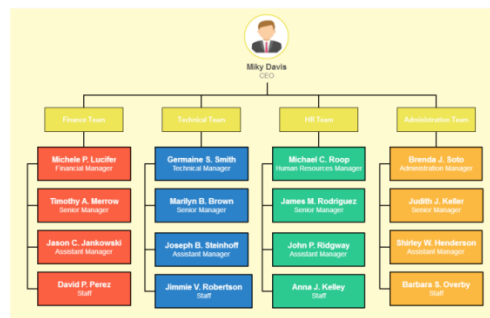 Miky Davis
CEO
Finance Team
Technical Team
HR Team
Administration Team
Michele P. Lucifer
Financial Manager
Timothy A. Merrow
Senior Manager
Jason C. Jankowski
Assistant Manager
David P. Perez
Staff
Germaine S. Smith
Technical Manager
Marilyn B. Brown
Senior Manager
Joseph B. Steinhoff
Assistant Manager
Jimmie V. Robertson
Staff
Michael C. Roop
Human Resources Manager
James M. Rodriguez
Senior Manager
John P. Ridgway
Assistant Manager
Anna J. Kelley
Staff
Brenda J. Soto
Administration Manager
Judith J. Keller
Senior Manager
Shirley W. Henderson
Assistant Manager
Barbara S. Overby
Staff